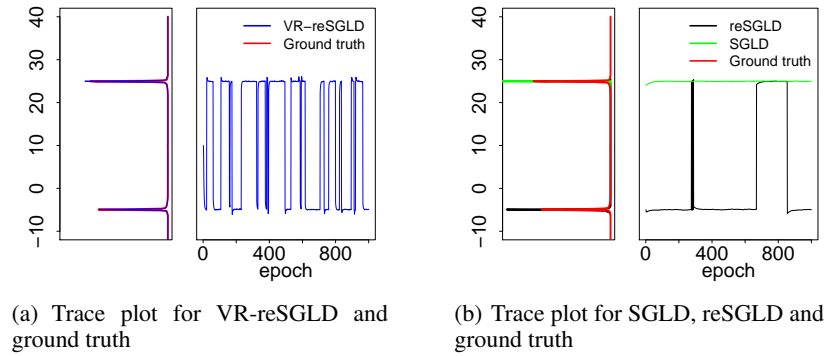 40
30
20
10
0
−10
VR−reSGLD
Ground truth
0
400
800
epoch
(a) Trace plot for VR-reSGLD and
ground truth
40
30
20
10
0
−10
reSGLD
SGLD
Ground truth
0
400
800
epoch
(b) Trace plot for SGLD, reSGLD and
ground truth